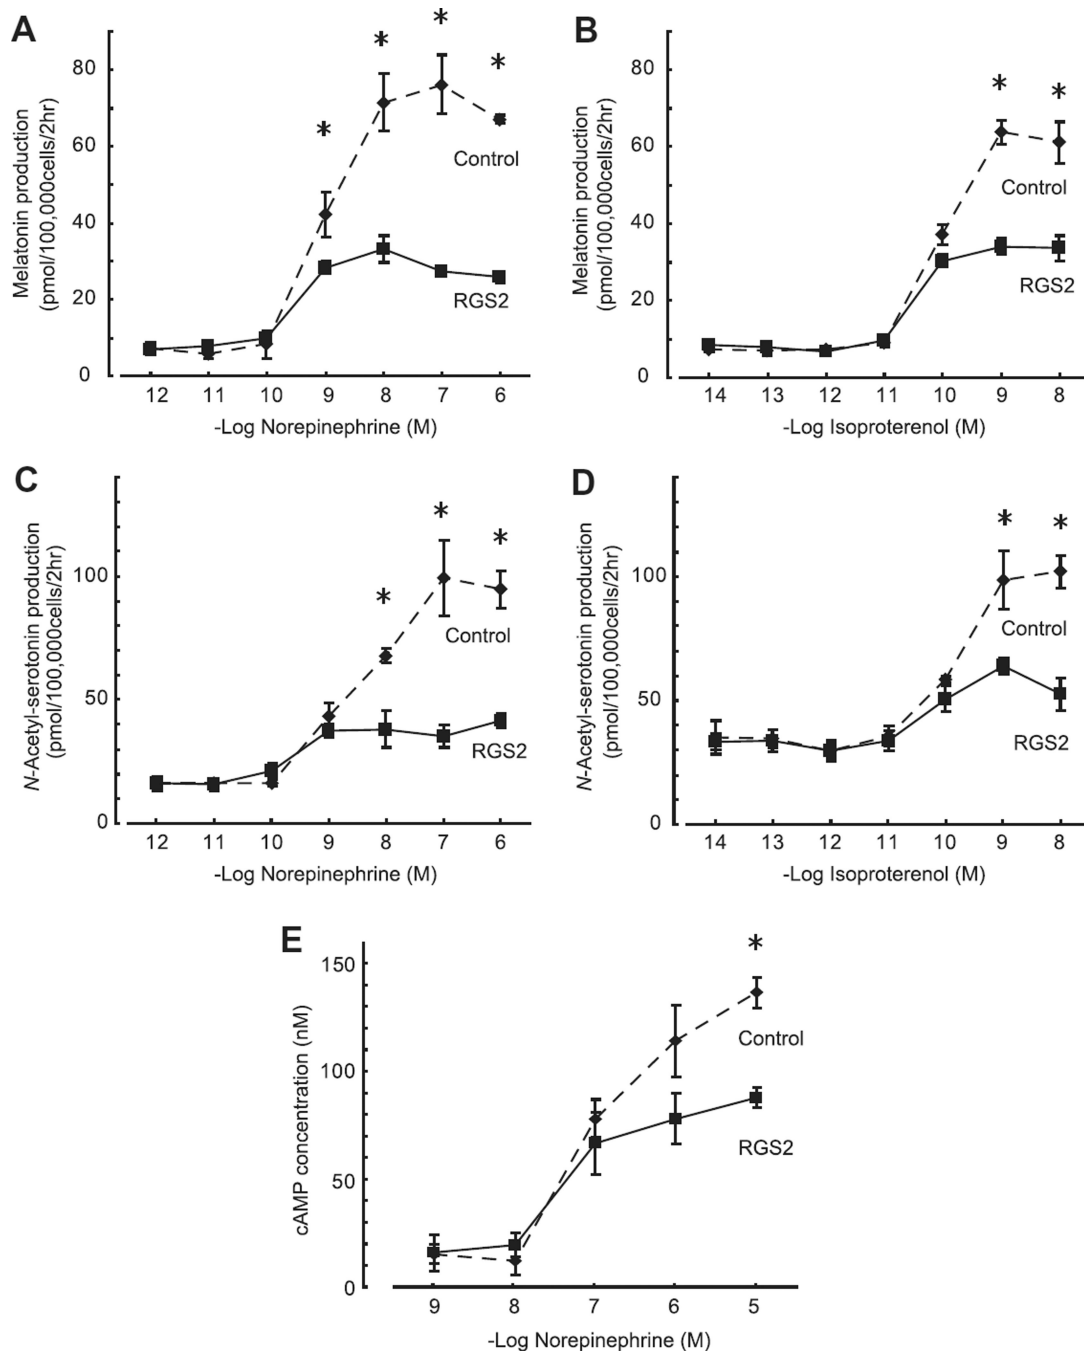 A
Melatonin production
(pmol/100,000cells/2hr)
80
60
40
20
0
*
*
*
*
Control
RGS2
12 11 10 9 8 7 6
-Log Norepinephrine (M)
B
Melatonin production
(pmol/100,000cells/2hr)
80
60
40
20
0
*
*
Control
RGS2
14 13 12 11 10 9 8
-Log Isoproterenol (M)
C
N-Acetyl-serotonin production
(pmol/100,000cells/2hr)
100
50
0
*
*
*
Control
RGS2
12 11 10 9 8 7 6
-Log Norepinephrine (M)
D
N-Acetyl-serotonin production
(pmol/100,000cells/2hr)
100
50
0
*
*
Control
RGS2
14 13 12 11 10 9 8
-Log Isoproterenol (M)
E
cAMP concentration (nM)
150
100
50
0
*
Control
RGS2
9 8 7 6 5
-Log Norepinephrine (M)